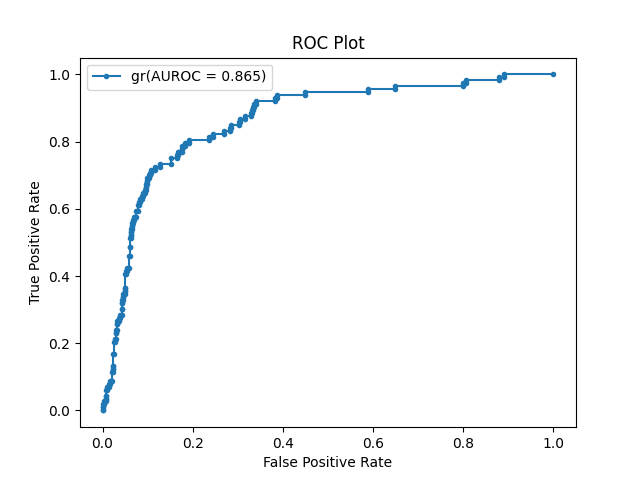 ROC Plot
gr(AUROC = 0.865)
True Positive Rate
1.0
0.8
0.6
0.4
0.2
0.0
0.0 0.2 0.4 0.6 0.8 1.0
False Positive Rate